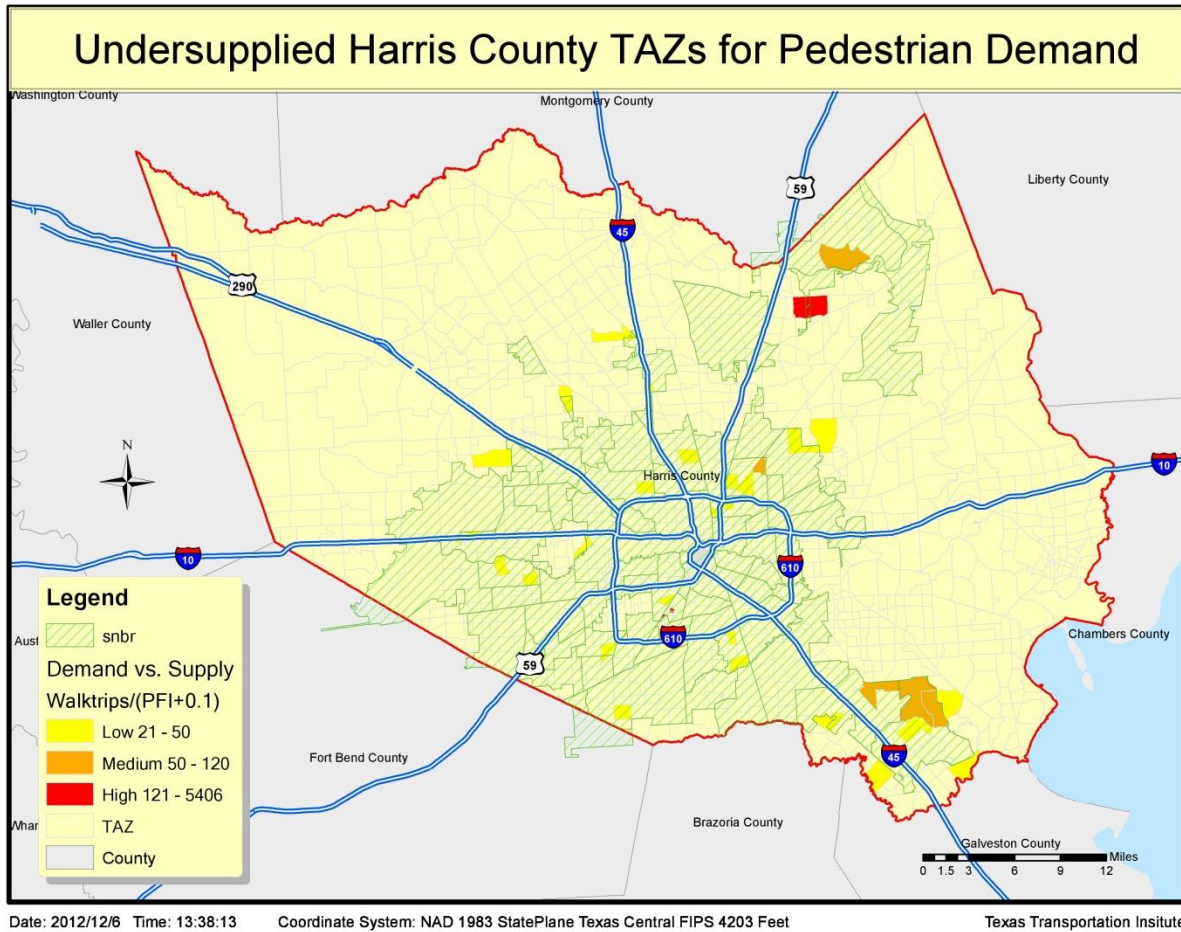 Undersupplied Harris County TAZs for Pedestrian Demand
Washington County
Montgomery County
Liberty County
59
45
290
Waller County
N
Harris County
10
10
610
Legend
snbr
Demand vs. Supply
Walktrips/(PFI+0.1)
Low 21 - 50
Medium 50 - 120
High 121 - 5406
TAZ
County
Aust
Whar
610
59
Chambers County
Fort Bend County
45
Brazoria County
Galveston County
Miles
0 1.5 3 6 9 12
Date: 2012/12/6 Time: 13:38:13 Coordinate System: NAD 1983 StatePlane Texas Central FIPS 4203 Feet Texas Transportation Insitute